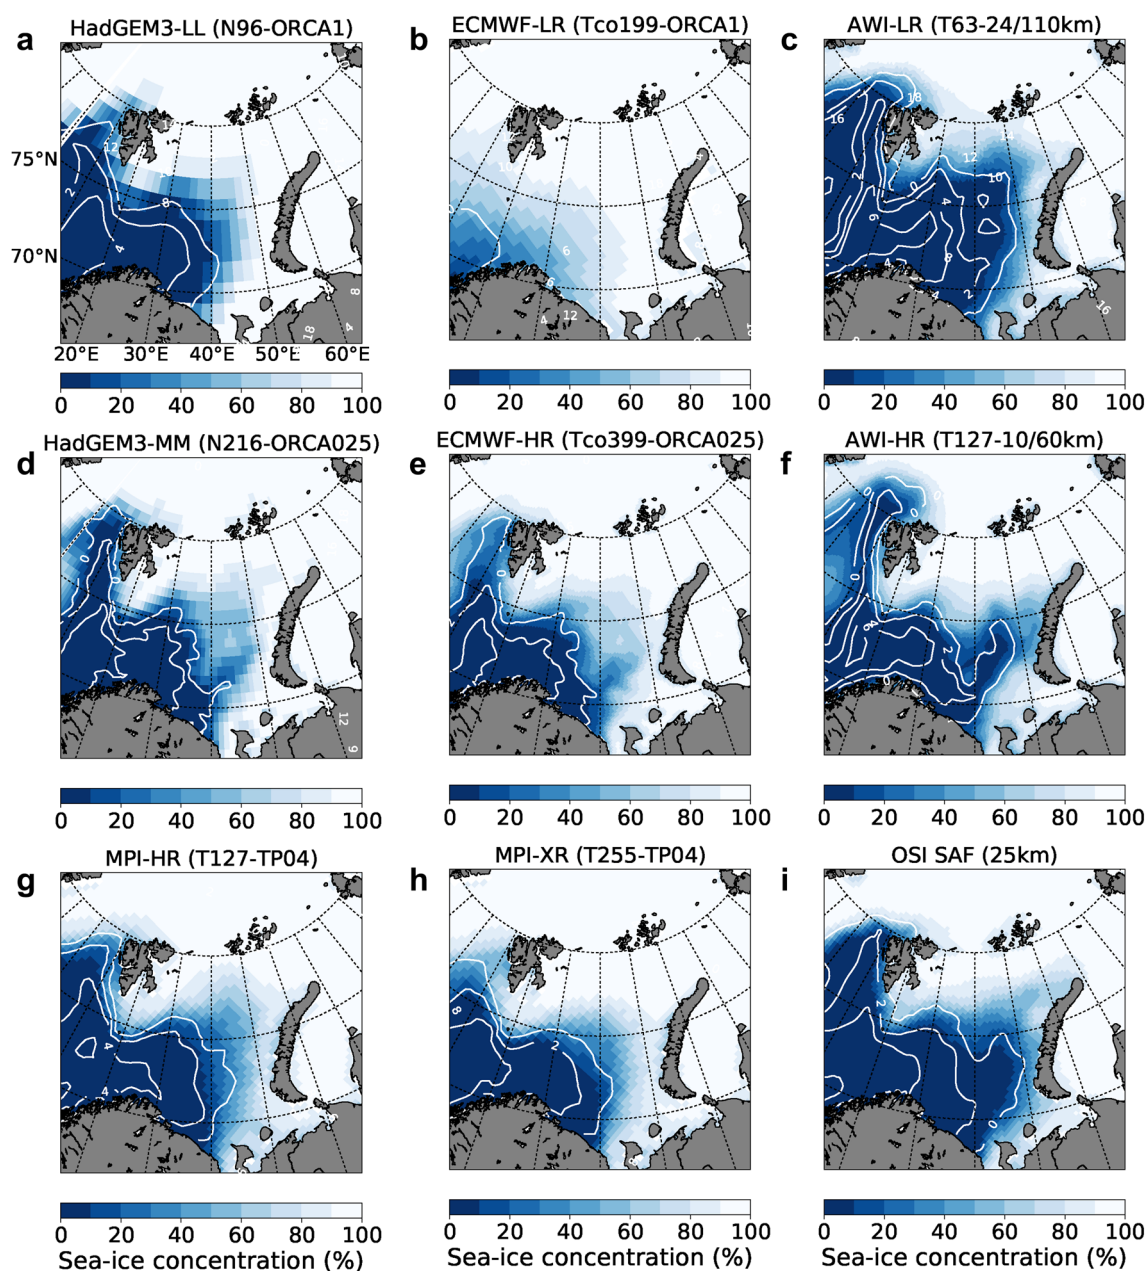 a HadGEM3-LL (N96-ORCA1)
b ECMWF-LR (Tco199-ORCA1)
c AWI-LR (T63-24/110km)
75°N
70°N
20°E 30°E 40°E 50°E 60°E
0 20 40 60 80 100
0 20 40 60 80 100
0 20 40 60 80 100
d HadGEM3-MM (N216-ORCA025)
e ECMWF-HR (Tco399-ORCA025)
f AWI-HR (T127-10/60km)
0 20 40 60 80 100
0 20 40 60 80 100
0 20 40 60 80 100
g MPI-HR (T127-TP04)
h MPI-XR (T255-TP04)
i OSI SAF (25km)
0 20 40 60 80 100
0 20 40 60 80 100
0 20 40 60 80 100
Sea-ice concentration (%)
Sea-ice concentration (%)
Sea-ice concentration (%)